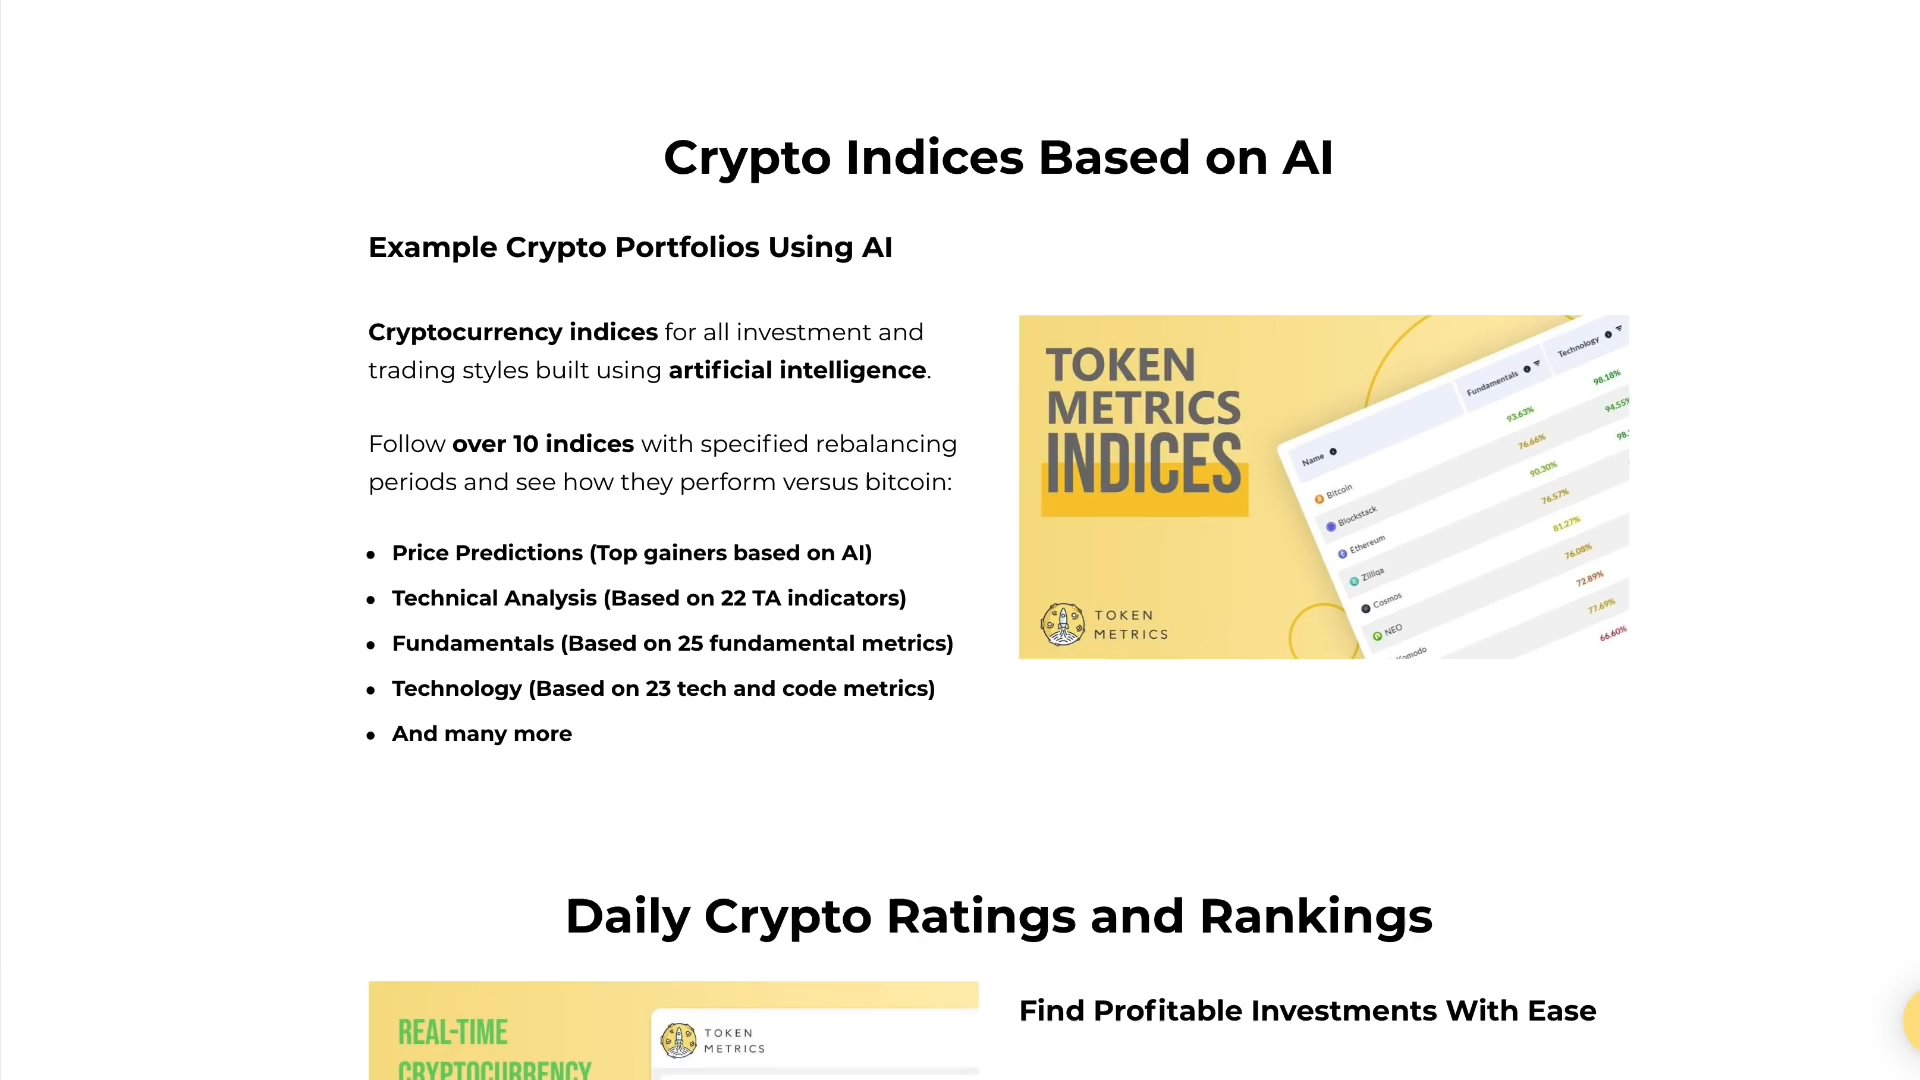 Crypto Indices Based on AI
Example Crypto Portfolios Using AI
Cryptocurrency indices for all investment and
trading styles built using artificial intelligence.
Follow over 10 indices with specified rebalancing
periods and see how they perform versus bitcoin:
• Price Predictions (Top gainers based on AI)
• Technical Analysis (Based on 22 TA indicators)
• Fundamentals (Based on 25 fundamental metrics)
• Technology (Based on 23 tech and code metrics)
• And many more
TOKEN
METRICS
INDICES
TOKEN
METRICS
Name Fundamentals Technology
Bitcoin 93.63% 98.18%
Blockstack 76.66% 94.55%
Ethereum 90.30% 98.
Zilliqa 76.57%
Cosmos 81.27%
NEO 76.08%
Komodo 72.89%
77.69%
66.60%
Daily Crypto Ratings and Rankings
REAL-TIME
CRYPTOCURRENCY
TOKEN
METRICS
Find Profitable Investments With Ease